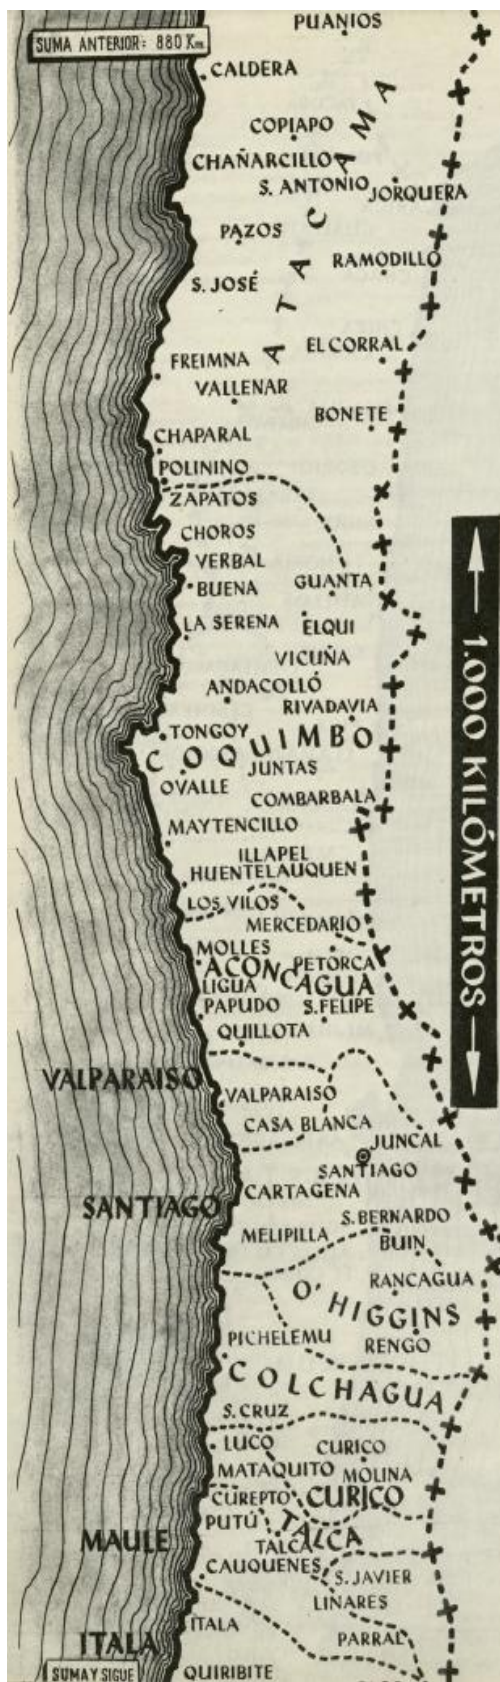 PUANIOS
SUMA ANTERIOR: 880 Km.
CALDERA
ATACAMA
COPIAPO
CHAÑARCILLO
S. ANTONIO
JORQUERA
PAZOS
RAMODILLO
S. JOSÉ
EL CORRAL
FREIMNA
VALLENAR
BONETE
CHAPARAL
POLININO
ZAPATOS
CHOROS
VERBAL
BUENA
GUANTA
LA SERENA
ELQUI
VICUÑA
ANDACOLLÓ
RIVADAVIA
TONGOY
COQUIMBO
JUNTAS
OVALLE
COMBARBALA
MAYTENCILLO
ILLAPEL
HUENTELAUQUEN
LOS VILOS
MERCEDARIO
MOLLES
PETORCA
ACONCAGUA
LIGUA
PAPUDO
S. FELIPE
QUILLOTA
1.000 KILÓMETROS
VALPARAISO
VALPARAISO
CASA BLANCA
JUNCAL
SANTIAGO
CARTAGENA
SANTIAGO
S. BERNARDO
MELIPILLA
BUIN
RANCAGUA
O'HIGGINS
PICHELEMU
RENGO
COLCHAGUA
S. CRUZ
LUCO
CURICO
MATAQUITO
MOLINA
CUREPTO
CURICO
PUTÚ
TALCA
MAULE
TALCA
CAUQUENES
S. JAVIER
LINARES
ITALA
PARRAL
ITALA
SUMA Y SIGUE
QUIRIBITE